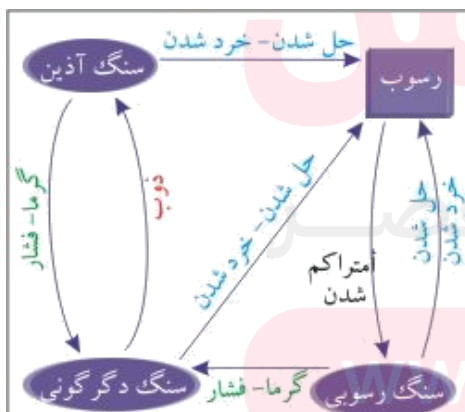 حل شدن - خرد شدن
سنگ آذین
رسوب
گرما - فشار
ذوب
حل شدن - خرد شدن
أمتراکم
شدن
حل شدن
خرد شدن
سنگ دگرگونی
گرما - فشار
سنگ رسوبی